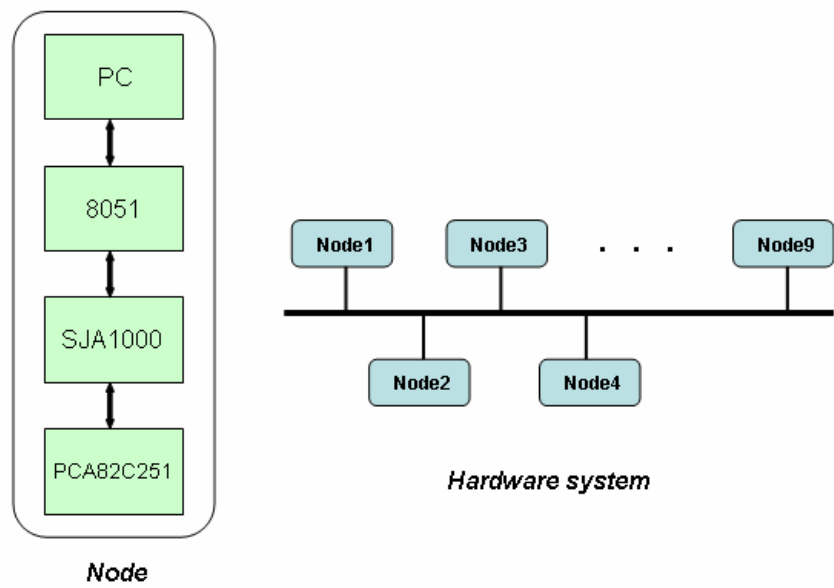 PC
8051
SJA1000
PCA82C251
Node
Node1
Node3
. . .
Node9
Node2
Node4
Hardware system